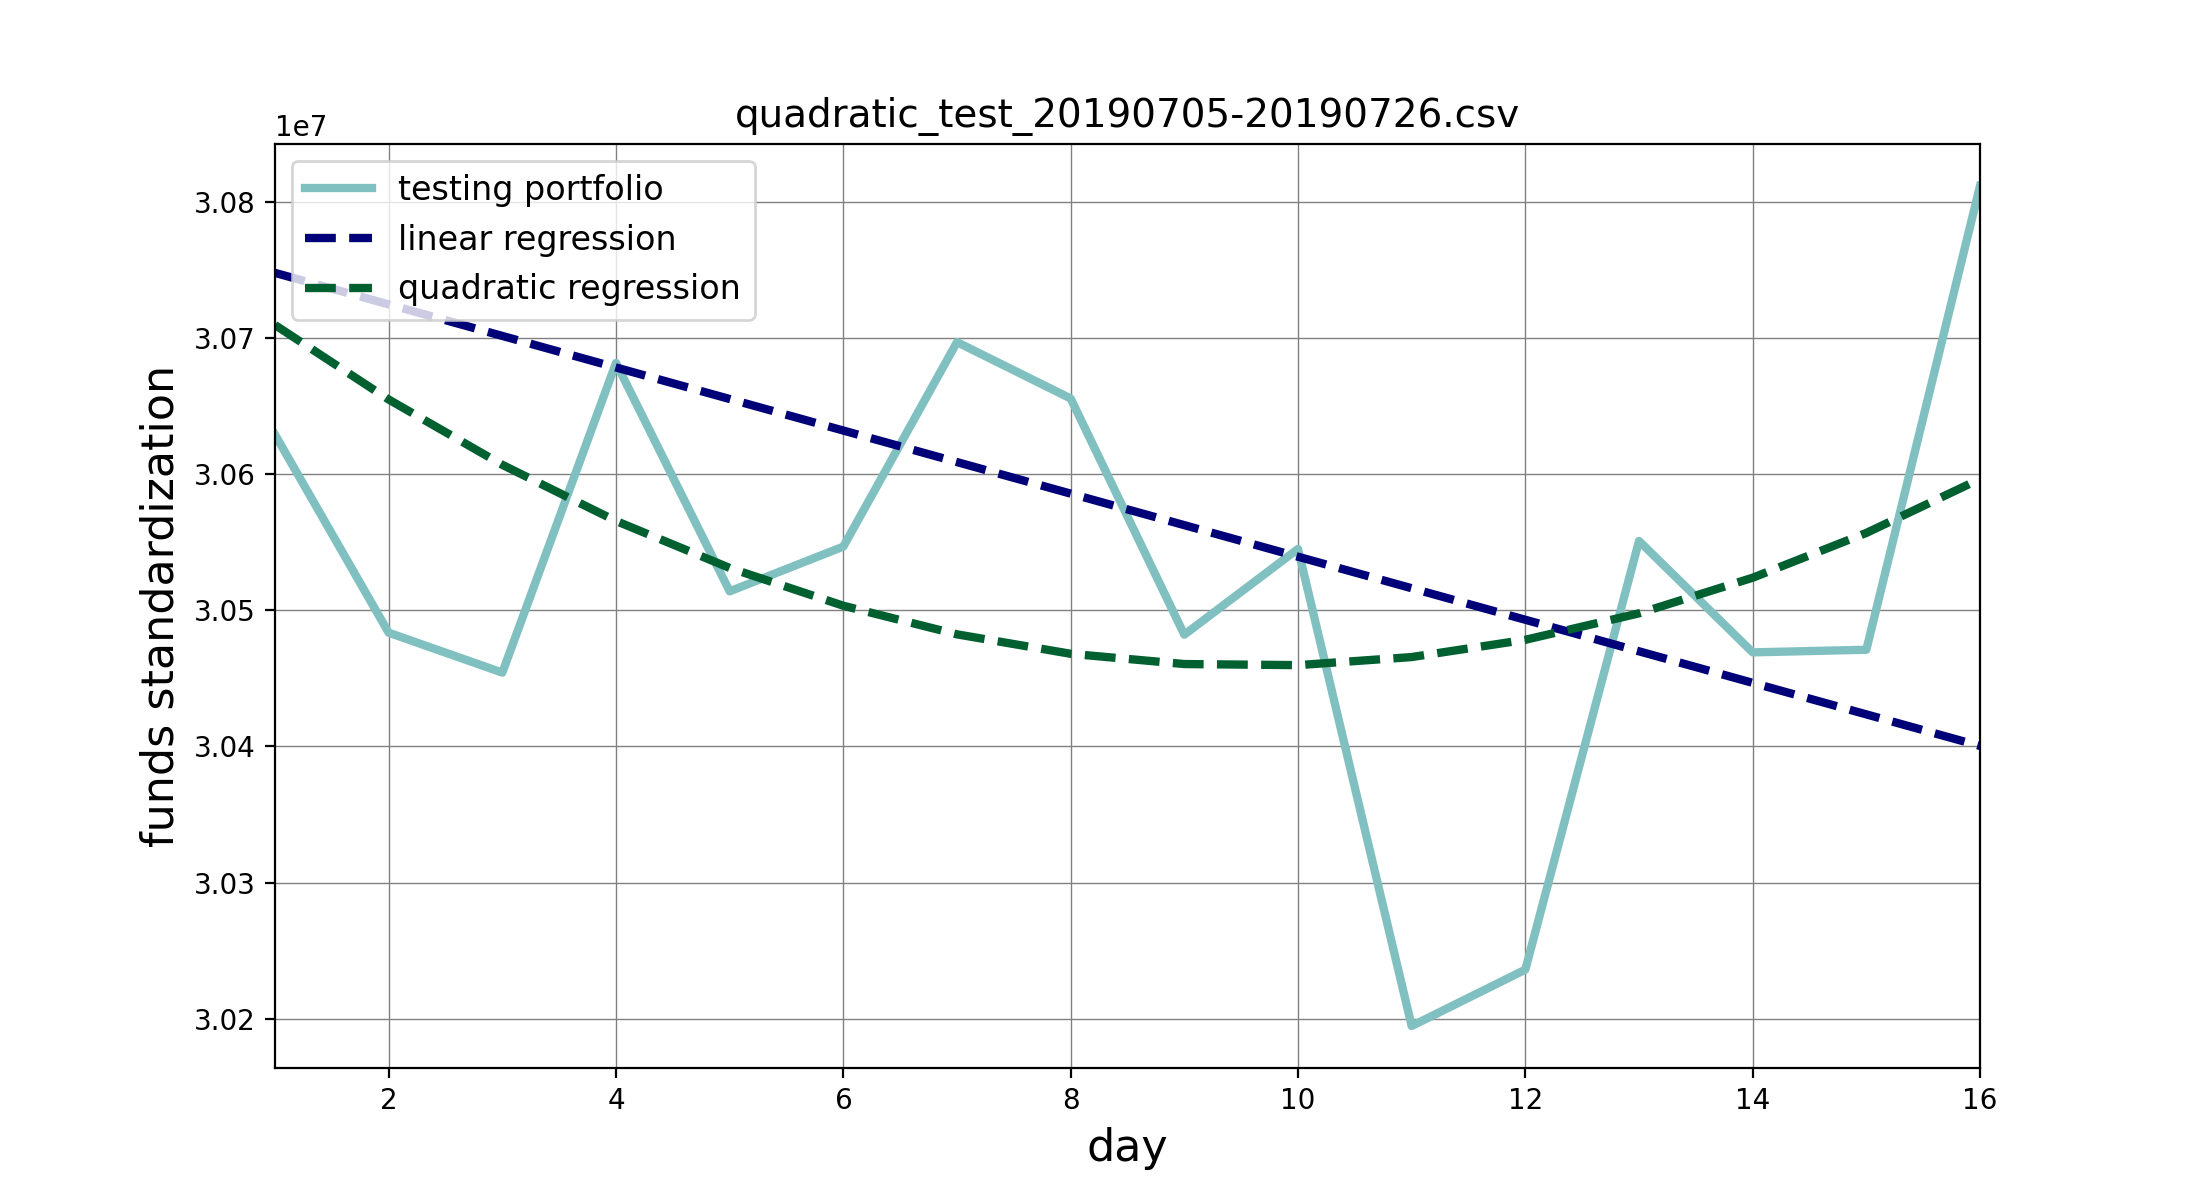 quadratic_test_20190705-20190726.csv
1e7
testing portfolio
linear regression
quadratic regression
3.08
3.07
3.06
3.05
3.04
3.03
3.02
funds standardization
2 4 6 8 10 12 14 16
day